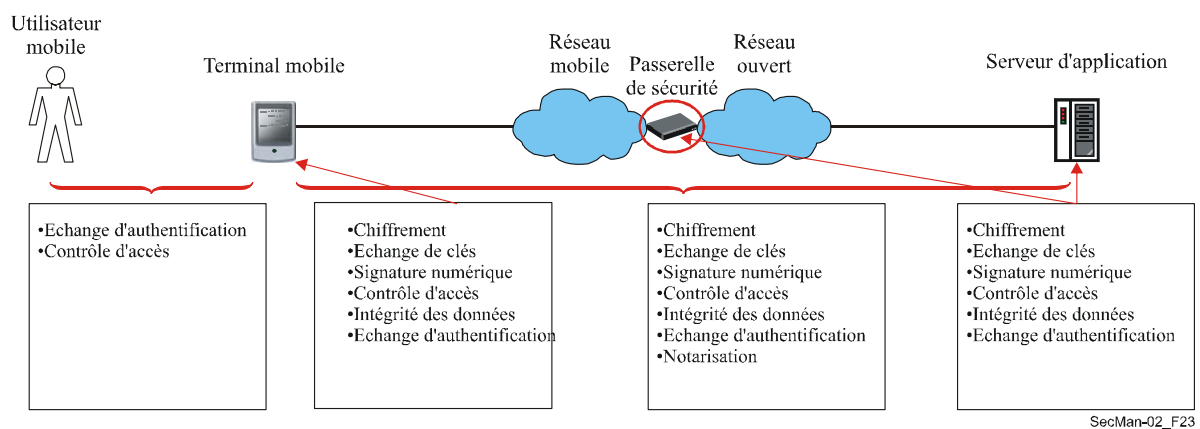 Utilisateur
mobile
Terminal mobile
Réseau
mobile
Passerelle
de sécurité
Réseau
ouvert
Serveur d'application
•Echange d'authentification
•Contrôle d'accès
•Chiffrement
•Echange de clés
•Signature numérique
•Contrôle d'accès
•Intégrité des données
•Echange d'authentification
•Chiffrement
•Echange de clés
•Signature numérique
•Contrôle d'accès
•Intégrité des données
•Echange d'authentification
•Notarisation
•Chiffrement
•Echange de clés
•Signature numérique
•Contrôle d'accès
•Intégrité des données
•Echange d'authentification
SecMan-02_F23